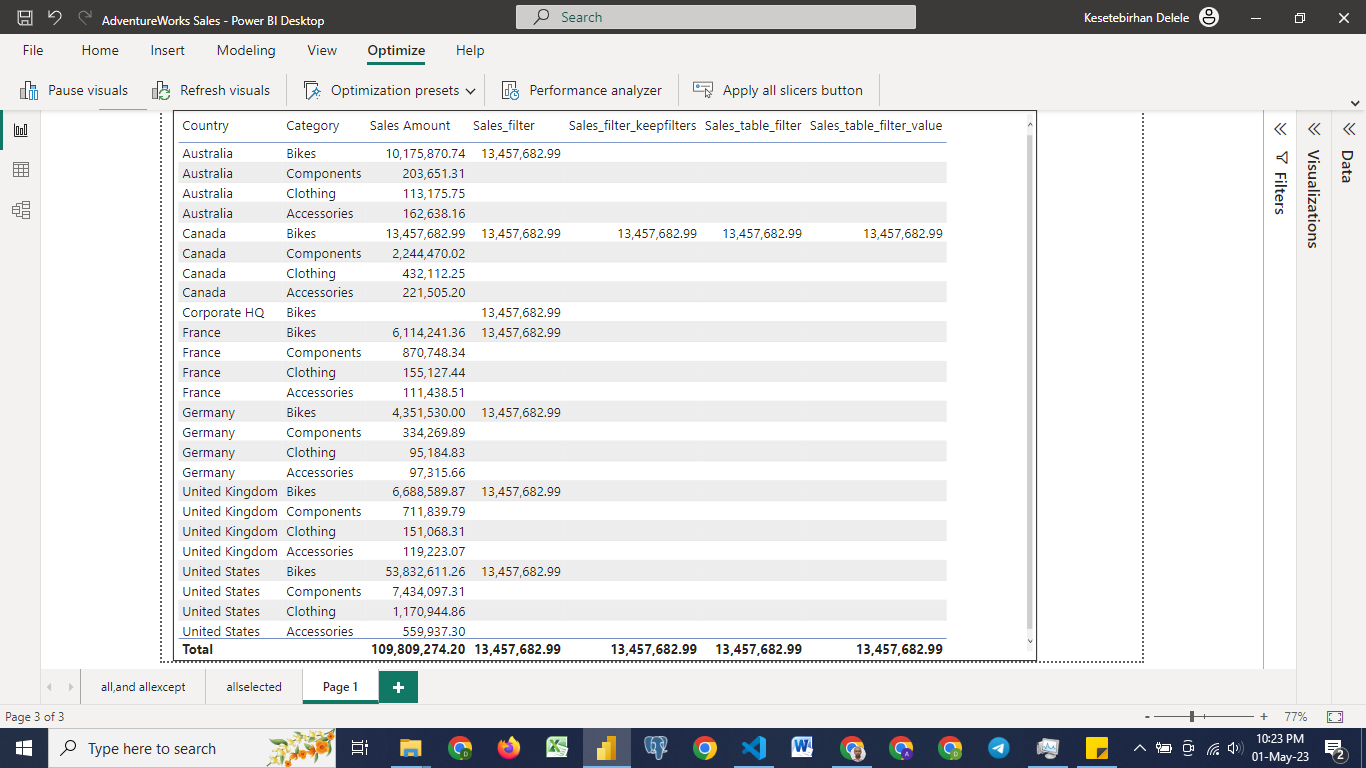 AdventureWorks Sales - Power BI Desktop Search Kesetebirhan Delele
File Home Insert Modeling View Optimize Help
Pause visuals Refresh visuals Optimization presets Performance analyzer Apply all slicers button
Country Category Sales Amount Sales_filter Sales_filter_keepfilters Sales_table_filter Sales_table_filter_value
Australia Bikes 10,175,870.74 13,457,682.99
Australia Components 203,651.31
Australia Clothing 113,175.75
Australia Accessories 162,638.16
Canada Bikes 13,457,682.99 13,457,682.99 13,457,682.99 13,457,682.99 13,457,682.99
Canada Components 2,244,470.02
Canada Clothing 432,112.25
Canada Accessories 221,505.20
Corporate HQ Bikes 13,457,682.99
France Bikes 6,114,241.36 13,457,682.99
France Components 870,748.34
France Clothing 155,127.44
France Accessories 111,438.51
Germany Bikes 4,351,530.00 13,457,682.99
Germany Components 334,269.89
Germany Clothing 95,184.83
Germany Accessories 97,315.66
United Kingdom Bikes 6,688,589.87 13,457,682.99
United Kingdom Components 711,839.79
United Kingdom Clothing 151,068.31
United Kingdom Accessories 119,223.07
United States Bikes 53,832,611.26 13,457,682.99
United States Components 7,434,097.31
United States Clothing 1,170,944.86
United States Accessories 559,937.30
Total 109,809,274.20 13,457,682.99 13,457,682.99 13,457,682.99 13,457,682.99
Filters
Visualizations
Data
all,and allexcept allselected Page 1 +
Page 3 of 3 - + 77%
Type here to search
10:23 PM
01-May-23
2